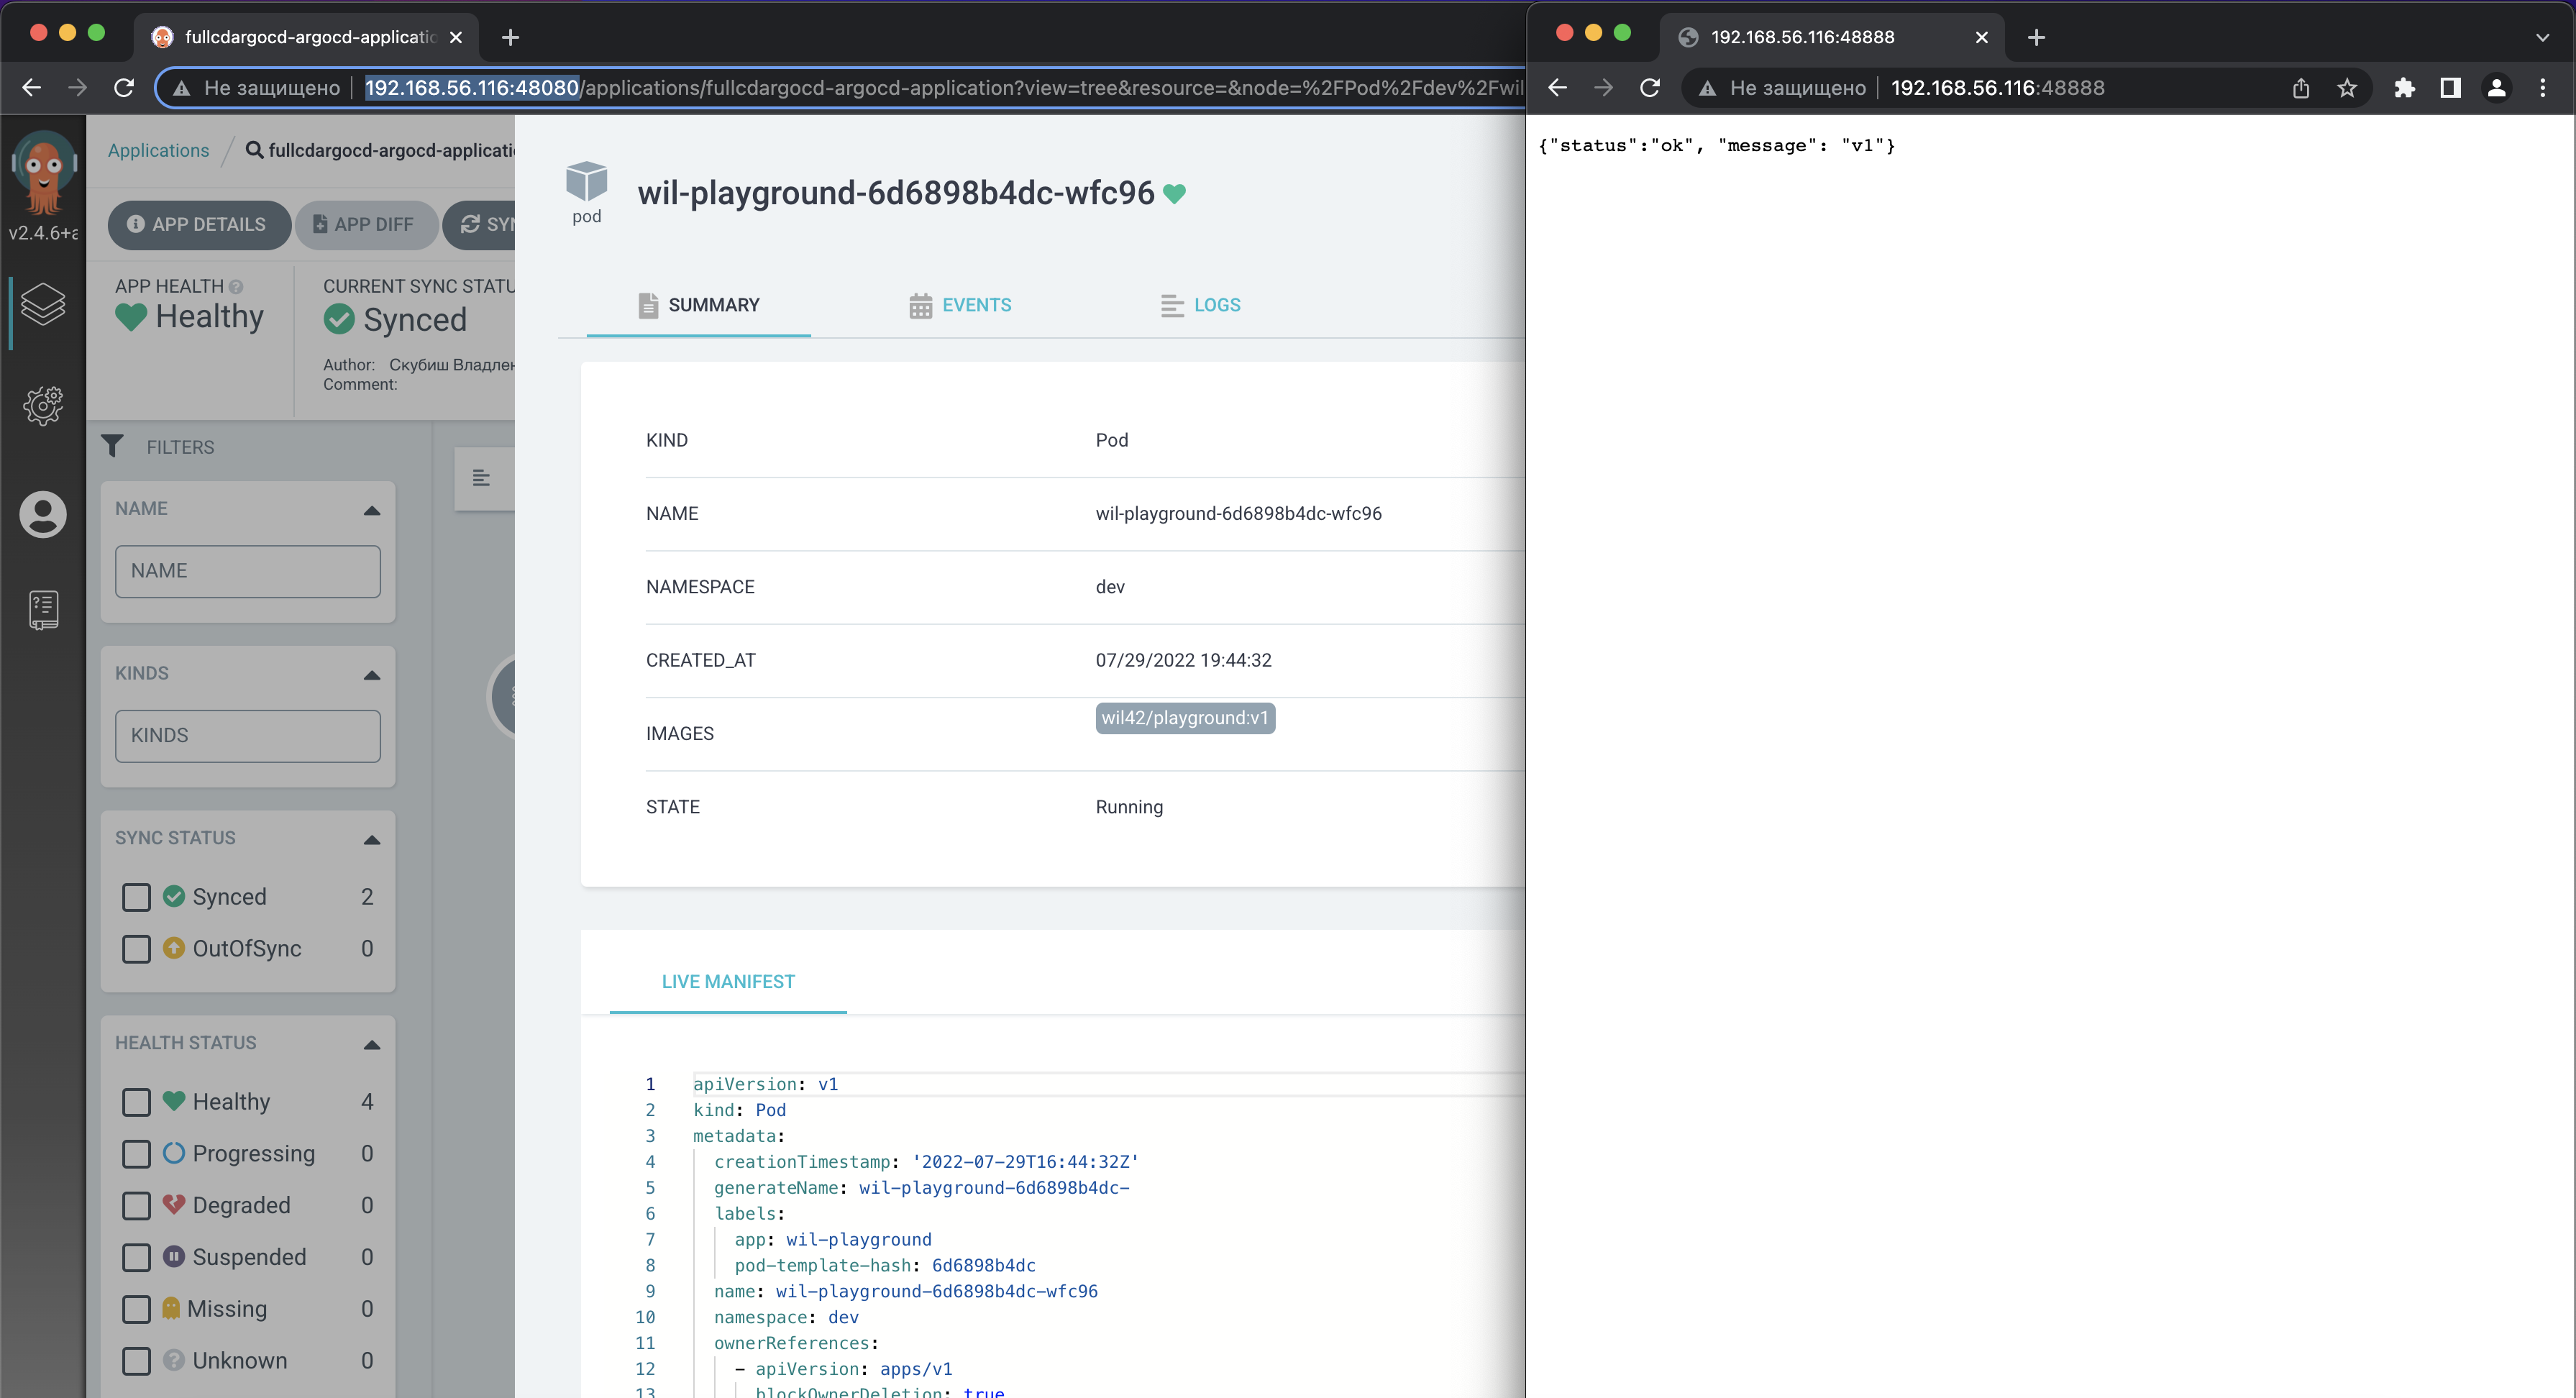 fullcdargocd-argocd-applicatio
Не защищено 192.168.56.116:48080/applications/fullcdargocd-argocd-application?view=tree&resource=&node=%2FPod%2Fdev%2Fwil
v2.4.6+a
Applications / fullcdargocd-argocd-applicati
APP DETAILS
APP DIFF
SYN
APP HEALTH
Healthy
CURRENT SYNC STATU
Synced
Author: Скубиш Владлен
Comment:
FILTERS
NAME
NAME
KINDS
KINDS
SYNC STATUS
Synced 2
OutOfSync 0
HEALTH STATUS
Healthy 4
Progressing 0
Degraded 0
Suspended 0
Missing 0
Unknown 0
pod
wil-playground-6d6898b4dc-wfc96
SUMMARY
EVENTS
LOGS
KIND Pod
NAME wil-playground-6d6898b4dc-wfc96
NAMESPACE dev
CREATED_AT 07/29/2022 19:44:32
IMAGES wil42/playground:v1
STATE Running
LIVE MANIFEST
1 apiVersion: v1
2 kind: Pod
3 metadata:
4 creationTimestamp: '2022-07-29T16:44:32Z'
5 generateName: wil-playground-6d6898b4dc-
6 labels:
7 app: wil-playground
8 pod-template-hash: 6d6898b4dc
9 name: wil-playground-6d6898b4dc-wfc96
10 namespace: dev
11 ownerReferences:
12 - apiVersion: apps/v1
13 blockOwnerDeletion: true
192.168.56.116:48888
Не защищено 192.168.56.116:48888
{"status":"ok", "message": "v1"}